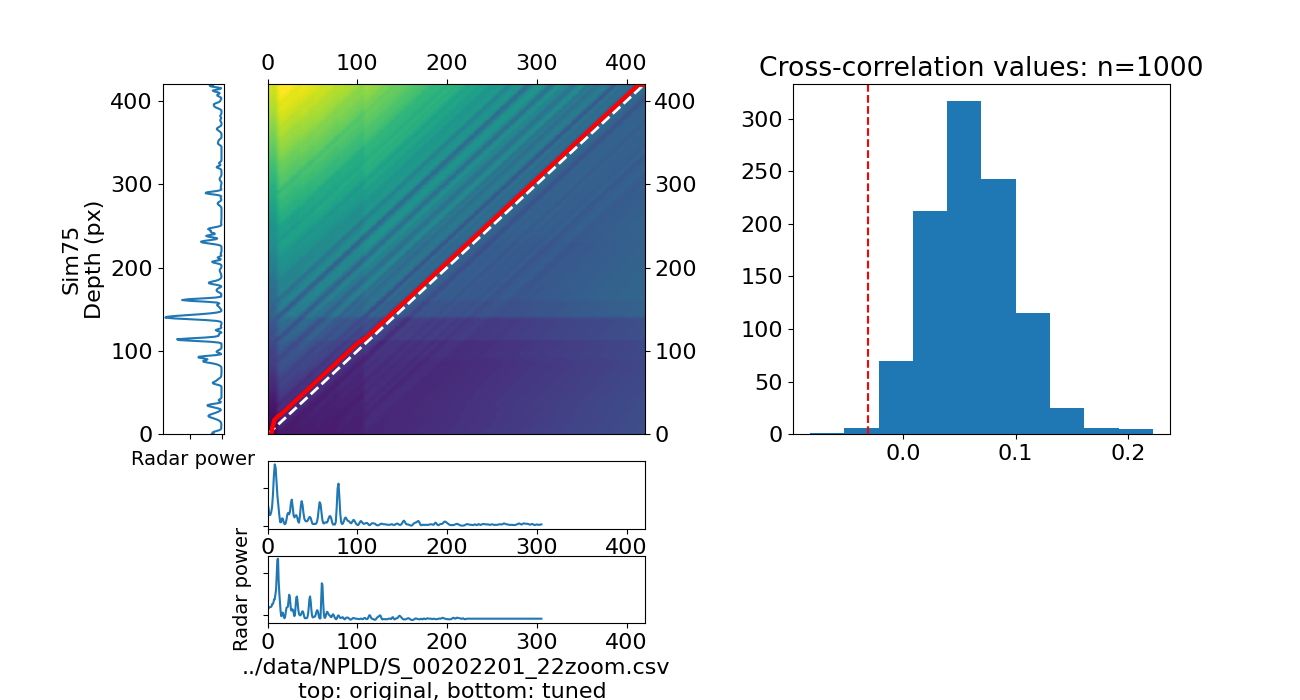 0 100 200 300 400
Cross-correlation values: n=1000
400
300
200
100
0
Sim75
Depth (px)
Radar power
400
300
200
100
0
300
250
200
150
100
50
0
0.0 0.1 0.2
0 100 200 300 400
Radar power
0 100 200 300 400
../data/NPLD/S_00202201_22zoom.csv
top: original, bottom: tuned